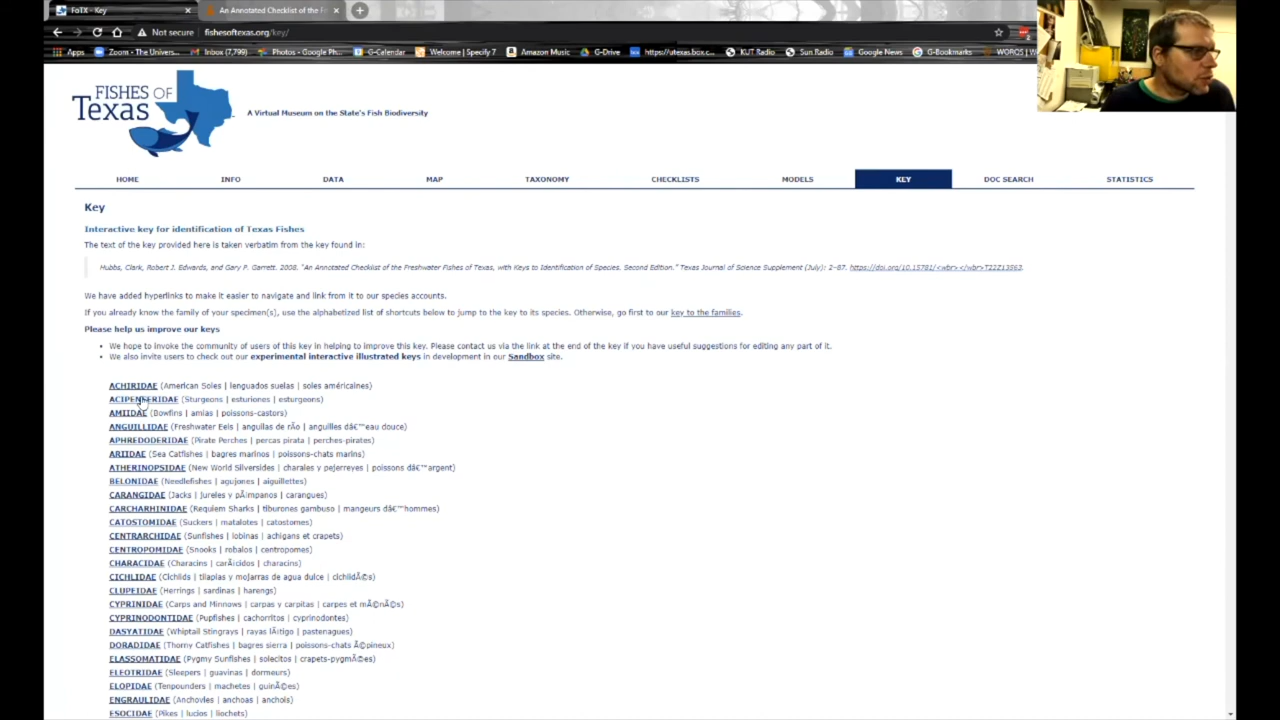 FoTX - Key
An Annotated Checklist of the F
Not secure
fishesoftexas.org/key/
Apps
Zoom - The Univers...
Inbox (7,799)
Photos - Google Ph...
G-Calendar
Welcome | Specify 7
Amazon Music
G-Drive
https://utexas.box.c...
KUT Radio
Sun Radio
Google News
G-Bookmarks
WORQS | W
FISHES OF
Texas
A Virtual Museum on the State's Fish Biodiversity
HOME INFO DATA MAP TAXONOMY CHECKLISTS MODELS KEY DOC SEARCH STATISTICS
Key
Interactive key for identification of Texas Fishes
The text of the key provided here is taken verbatim from the key found in:
Hubbs, Clark, Robert J. Edwards, and Gary P. Garrett. 2008. "An Annotated Checklist of the Freshwater Fishes of Texas, with Keys to Identification of Species. Second Edition." Texas Journal of Science Supplement (July): 2–87. https://doi.org/10.15781/<wbr></wbr>T22Z13563.
We have added hyperlinks to make it easier to navigate and link from it to our species accounts.
If you already know the family of your specimen(s), use the alphabetized list of shortcuts below to jump to the key to its species. Otherwise, go first to our key to the families.
Please help us improve our keys
• We hope to invoke the community of users of this key in helping to improve this key. Please contact us via the link at the end of the key if you have useful suggestions for editing any part of it.
• We also invite users to check out our experimental interactive illustrated keys in development in our Sandbox site.
ACHIRIDAE (American Soles | lenguados suelas | soles américaines)
ACIPENSERIDAE (Sturgeons | esturiones | esturgeons)
AMIIDAE (Bowfins | amias | poissons-castors)
ANGUILLIDAE (Freshwater Eels | anguilas de rÃ­o | anguilles dâ€™eau douce)
APHREDODERIDAE (Pirate Perches | percas pirata | perches-pirates)
ARIIDAE (Sea Catfishes | bagres marinos | poissons-chats marins)
ATHERINOPSIDAE (New World Silversides | charales y pejerreyes | poissons dâ€™argent)
BELONIDAE (Needlefishes | agujones | aiguillettes)
CARANGIDAE (Jacks | jureles y pÃ¡mpanos | carangues)
CARCHARHINIDAE (Requiem Sharks | tiburones gambuso | mangeurs dâ€™hommes)
CATOSTOMIDAE (Suckers | matalotes | catostomes)
CENTRARCHIDAE (Sunfishes | lobinas | achigans et crapets)
CENTROPOMIDAE (Snooks | robalos | centropomes)
CHARACIDAE (Characins | carÃ¡cidos | characins)
CICHLIDAE (Cichlids | tilapias y mojarras de agua dulce | cichlidÃ©s)
CLUPEIDAE (Herrings | sardinas | harengs)
CYPRINIDAE (Carps and Minnows | carpas y carpitas | carpes et mÃ©nÃ©s)
CYPRINODONTIDAE (Pupfishes | cachorritos | cyprinodontes)
DASYATIDAE (Whiptail Stingrays | rayas lÃ¡tigo | pastenagues)
DORADIDAE (Thorny Catfishes | bagres sierra | poissons-chats Ã©pineux)
ELASSOMATIDAE (Pygmy Sunfishes | solecitos | crapets-pygmÃ©es)
ELEOTRIDAE (Sleepers | guavinas | dormeurs)
ELOPIDAE (Tenpounders | machetes | guinÃ©es)
ENGRAULIDAE (Anchovies | anchoas | anchois)
ESOCIDAE (Pikes | lucios | liochets)